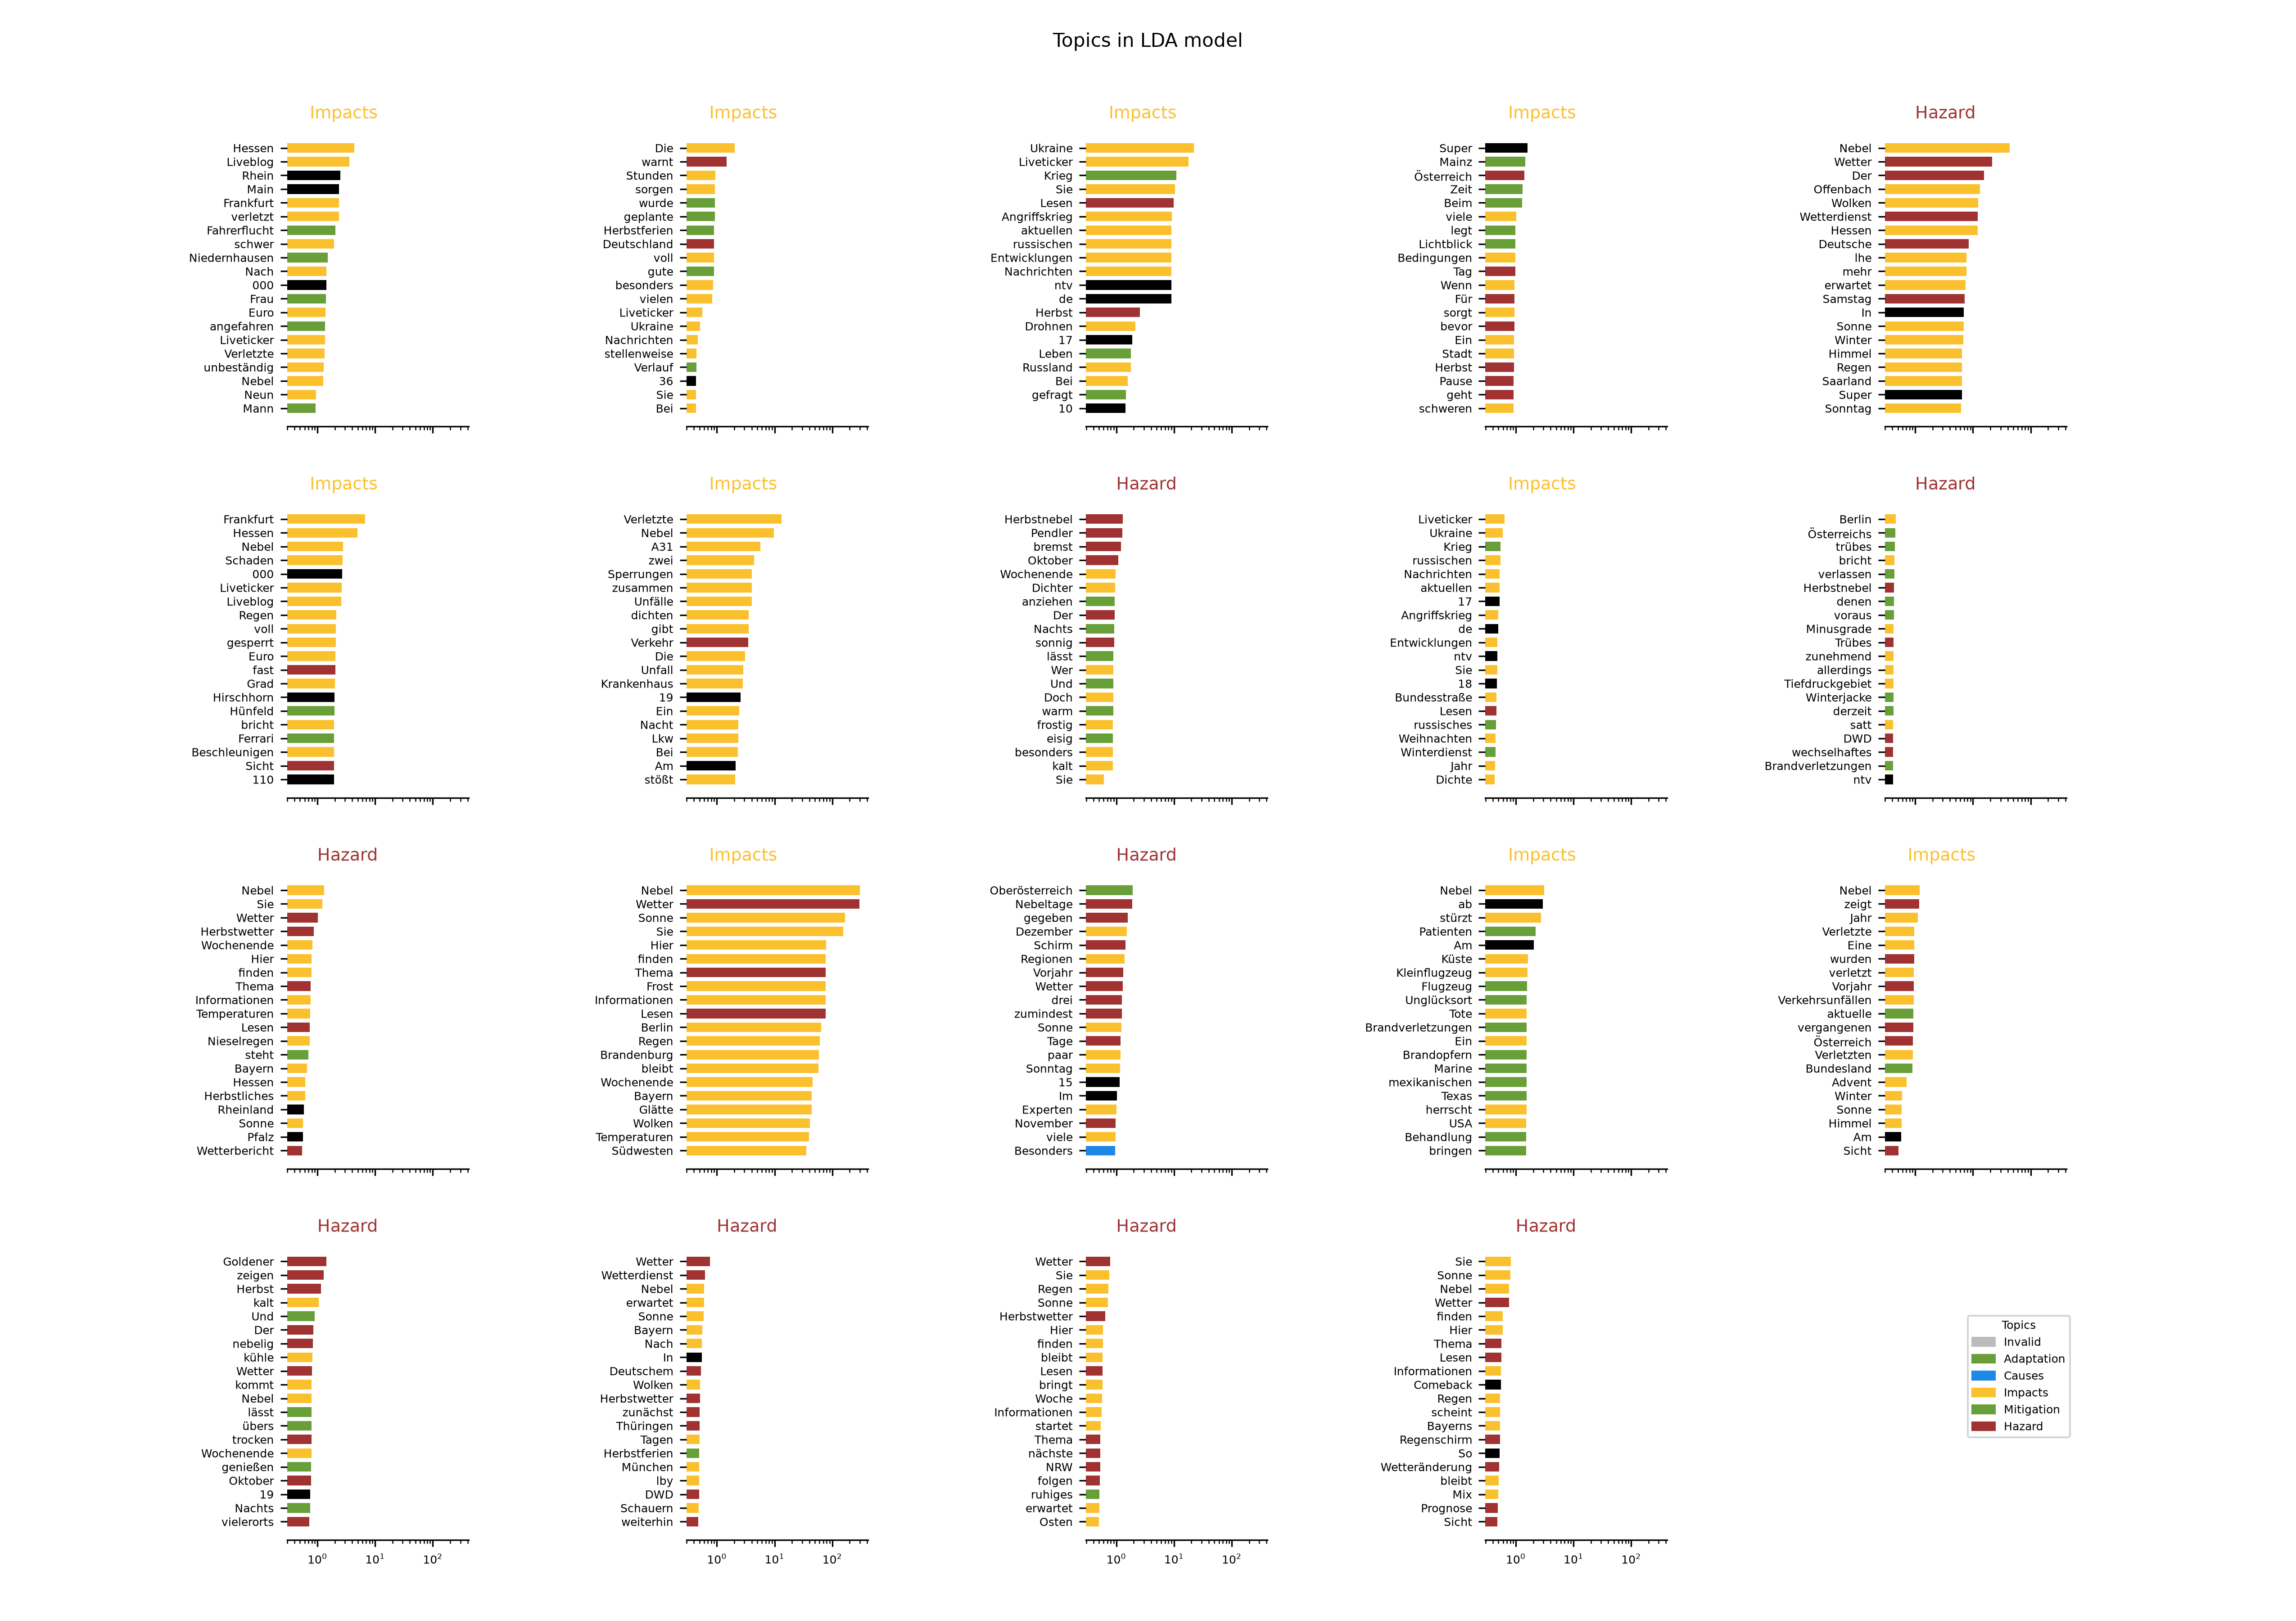 Topics in LDA model
Impacts
Hessen
Liveblog
Rhein
Main
Frankfurt
verletzt
Fahrerflucht
schwer
Niedernhausen
Nach
000
Frau
Euro
angefahren
Liveticker
Verletzte
unbeständig
Nebel
Neun
Mann
Impacts
Die
warnt
Stunden
sorgen
wurde
geplante
Herbstferien
Deutschland
voll
gute
besonders
vielen
Liveticker
Ukraine
Nachrichten
stellenweise
Verlauf
36
Sie
Bei
Impacts
Ukraine
Liveticker
Krieg
Sie
Lesen
Angriffskrieg
aktuellen
russischen
Entwicklungen
Nachrichten
ntv
de
Herbst
Drohnen
17
Leben
Russland
Bei
gefragt
10
Impacts
Super
Mainz
Österreich
Zeit
Beim
viele
legt
Lichtblick
Bedingungen
Tag
Wenn
Für
sorgt
bevor
Ein
Stadt
Herbst
Pause
geht
schweren
Hazard
Nebel
Wetter
Der
Offenbach
Wolken
Wetterdienst
Hessen
Deutsche
lhe
mehr
erwartet
Samstag
In
Sonne
Winter
Himmel
Regen
Saarland
Super
Sonntag
Impacts
Frankfurt
Hessen
Nebel
Schaden
000
Liveticker
Liveblog
Regen
voll
gesperrt
Euro
fast
Grad
Hirschhorn
Hünfeld
bricht
Ferrari
Beschleunigen
Sicht
110
Impacts
Verletzte
Nebel
A31
zwei
Sperrungen
zusammen
Unfälle
dichten
gibt
Verkehr
Die
Unfall
Krankenhaus
19
Ein
Nacht
Lkw
Bei
Am
stößt
Hazard
Herbstnebel
Pendler
bremst
Oktober
Wochenende
Dichter
anziehen
Der
Nachts
sonnig
lässt
Wer
Und
Doch
warm
frostig
eisig
besonders
kalt
Sie
Impacts
Liveticker
Ukraine
Krieg
russischen
Nachrichten
aktuellen
17
Angriffskrieg
de
Entwicklungen
ntv
Sie
18
Bundesstraße
Lesen
russisches
Weihnachten
Winterdienst
Jahr
Dichte
Hazard
Berlin
Österreichs
trübes
bricht
verlassen
Herbstnebel
denen
voraus
Minusgrade
Trübes
zunehmend
allerdings
Tiefdruckgebiet
Winterjacke
derzeit
satt
DWD
wechselhaftes
Brandverletzungen
ntv
Hazard
Nebel
Sie
Wetter
Herbstwetter
Wochenende
Hier
finden
Thema
Informationen
Temperaturen
Lesen
Nieselregen
steht
Bayern
Hessen
Herbstliches
Rheinland
Sonne
Pfalz
Wetterbericht
Impacts
Nebel
Wetter
Sonne
Sie
Hier
finden
Thema
Frost
Informationen
Lesen
Berlin
Regen
Brandenburg
bleibt
Wochenende
Bayern
Glätte
Wolken
Temperaturen
Südwesten
Hazard
Oberösterreich
Nebeltage
gegeben
Dezember
Schirm
Regionen
Vorjahr
Wetter
drei
zumindest
Sonne
Tage
paar
Sonntag
15
Im
Experten
November
viele
Besonders
Impacts
Nebel
ab
stürzt
Patienten
Am
Küste
Kleinflugzeug
Flugzeug
Unglücksort
Tote
Brandverletzungen
Ein
Brandopfern
Marine
mexikanischen
Texas
herrscht
USA
Behandlung
bringen
Impacts
Nebel
zeigt
Jahr
Verletzte
Eine
wurden
verletzt
Vorjahr
Verkehrsunfällen
aktuelle
vergangenen
Österreich
Verletzten
Bundesland
Advent
Winter
Sonne
Himmel
Am
Sicht
Hazard
Goldener
zeigen
Herbst
kalt
Und
Der
nebelig
kühle
Wetter
kommt
Nebel
lässt
übers
trocken
Wochenende
genießen
Oktober
19
Nachts
vielerorts
10⁰ 10¹ 10²
Hazard
Wetter
Wetterdienst
Nebel
erwartet
Sonne
Bayern
Nach
In
Deutschem
Wolken
Herbstwetter
zunächst
Thüringen
Tagen
Herbstferien
München
lby
DWD
Schauern
weiterhin
10⁰ 10¹ 10²
Hazard
Wetter
Sie
Regen
Sonne
Herbstwetter
Hier
finden
bleibt
Lesen
bringt
Woche
Informationen
startet
Thema
nächste
NRW
folgen
ruhiges
erwartet
Osten
10⁰ 10¹ 10²
Hazard
Sie
Sonne
Nebel
Wetter
finden
Hier
Thema
Lesen
Informationen
Comeback
Regen
scheint
Bayerns
Regenschirm
So
Wetteränderung
bleibt
Mix
Prognose
Sicht
10⁰ 10¹ 10²
Topics
Invalid
Adaptation
Causes
Impacts
Mitigation
Hazard